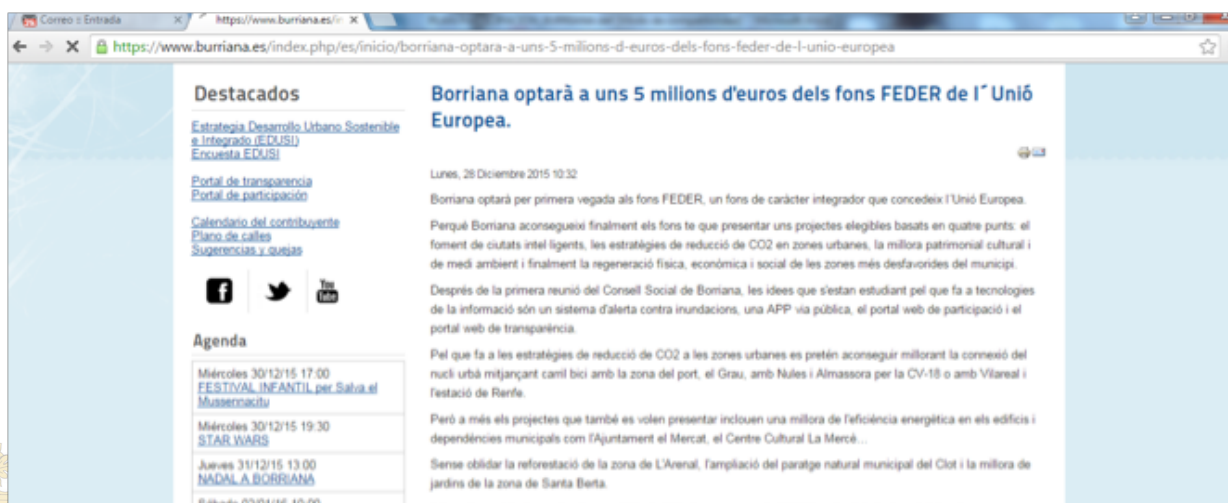 Correo :: Entrada
https://www.burriana.es/in
https://www.burriana.es/index.php/es/inicio/borriana-optara-a-uns-5-milions-d-euros-dels-fons-feder-de-l-unio-europea
Destacados
Estrategia Desarrollo Urbano Sostenible
e Integrado (EDUSI)
Encuesta EDUSI
Portal de transparencia
Portal de participación
Calendario del contribuyente
Plano de calles
Sugerencias y quejas
You
Tube
Agenda
Miércoles 30/12/15 17:00
FESTIVAL INFANTIL per Salva el
Mussennacitu
Miércoles 30/12/15 19:30
STAR WARS
Jueves 31/12/15 13:00
NADAL A BORRIANA
Borriana optarà a uns 5 milions d'euros dels fons FEDER de l´ Unió
Europea.
Lunes, 28 Diciembre 2015 10:32
Borriana optarà per primera vegada als fons FEDER, un fons de caràcter integrador que concedeix l'Unió Europea.
Perquè Borriana aconsegueixi finalment els fons te que presentar uns projectes elegibles basats en quatre punts: el
foment de ciutats intel ligents, les estratègies de reducció de CO2 en zones urbanes, la millora patrimonial cultural i
de medi ambient i finalment la regeneració física, econòmica i social de les zones més desfavorides del municipi.
Després de la primera reunió del Consell Social de Borriana, les idees que s'estan estudiant pel que fa a tecnologies
de la informació són un sistema d'alerta contra inundacions, una APP via pública, el portal web de participació i el
portal web de transparència.
Pel que fa a les estratègies de reducció de CO2 a les zones urbanes es pretén aconseguir millorant la connexió del
nucli urbà mitjançant carril bici amb la zona del port, el Grau, amb Nules i Almassora per la CV-18 o amb Vilareal i
l'estació de Renfe.
Però a més els projectes que també es volen presentar inclouen una millora de l'eficiència energètica en els edificis i
dependències municipals com l'Ajuntament el Mercat, el Centre Cultural La Mercè...
Sense oblidar la reforestació de la zona de L'Arenal, l'ampliació del paratge natural municipal del Clot i la millora de
jardins de la zona de Santa Berta.